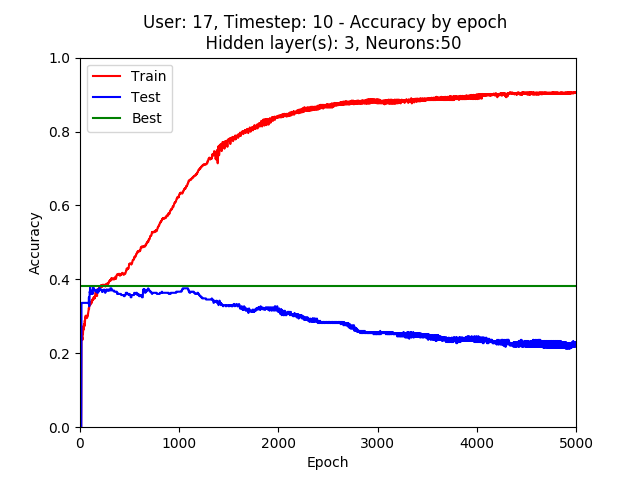 User: 17, Timestep: 10 - Accuracy by epoch
Hidden layer(s): 3, Neurons:50
1.0
0.8
0.6
0.4
0.2
0.0
Accuracy
Train
Test
Best
0 1000 2000 3000 4000 5000
Epoch